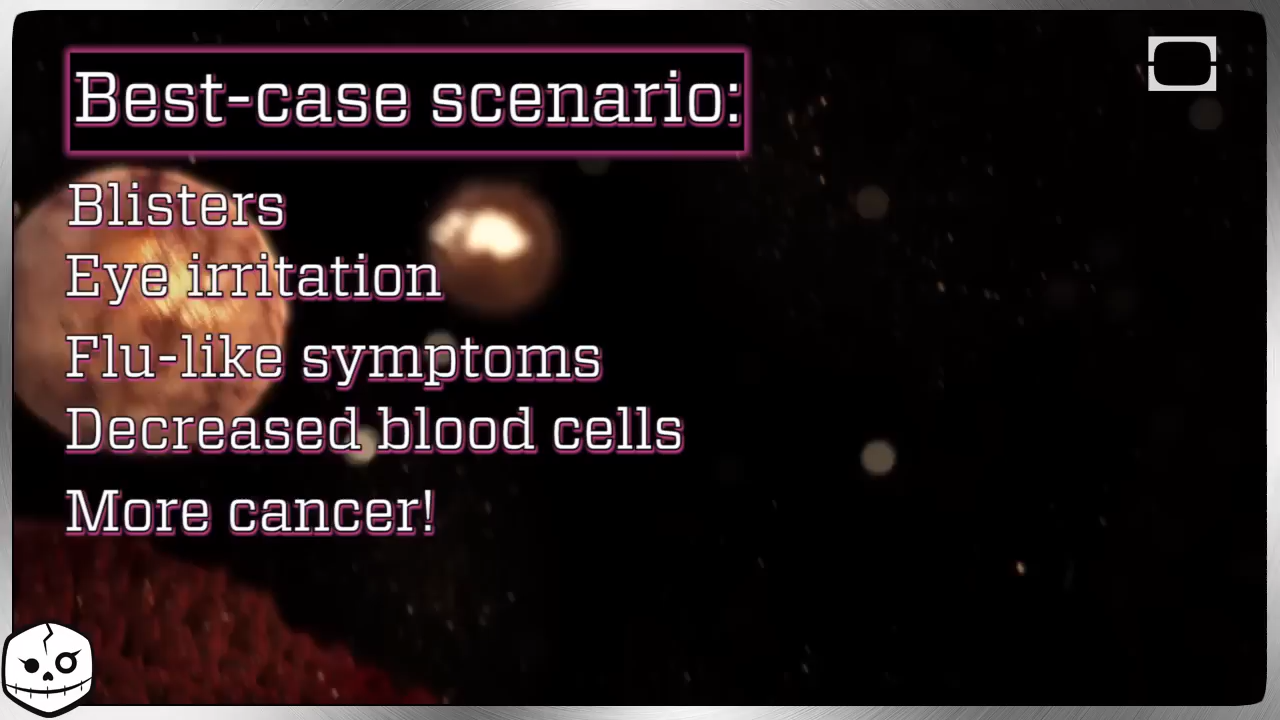 Best-case scenario:
Blisters
Eye irritation
Flu-like symptoms
Decreased blood cells
More cancer!